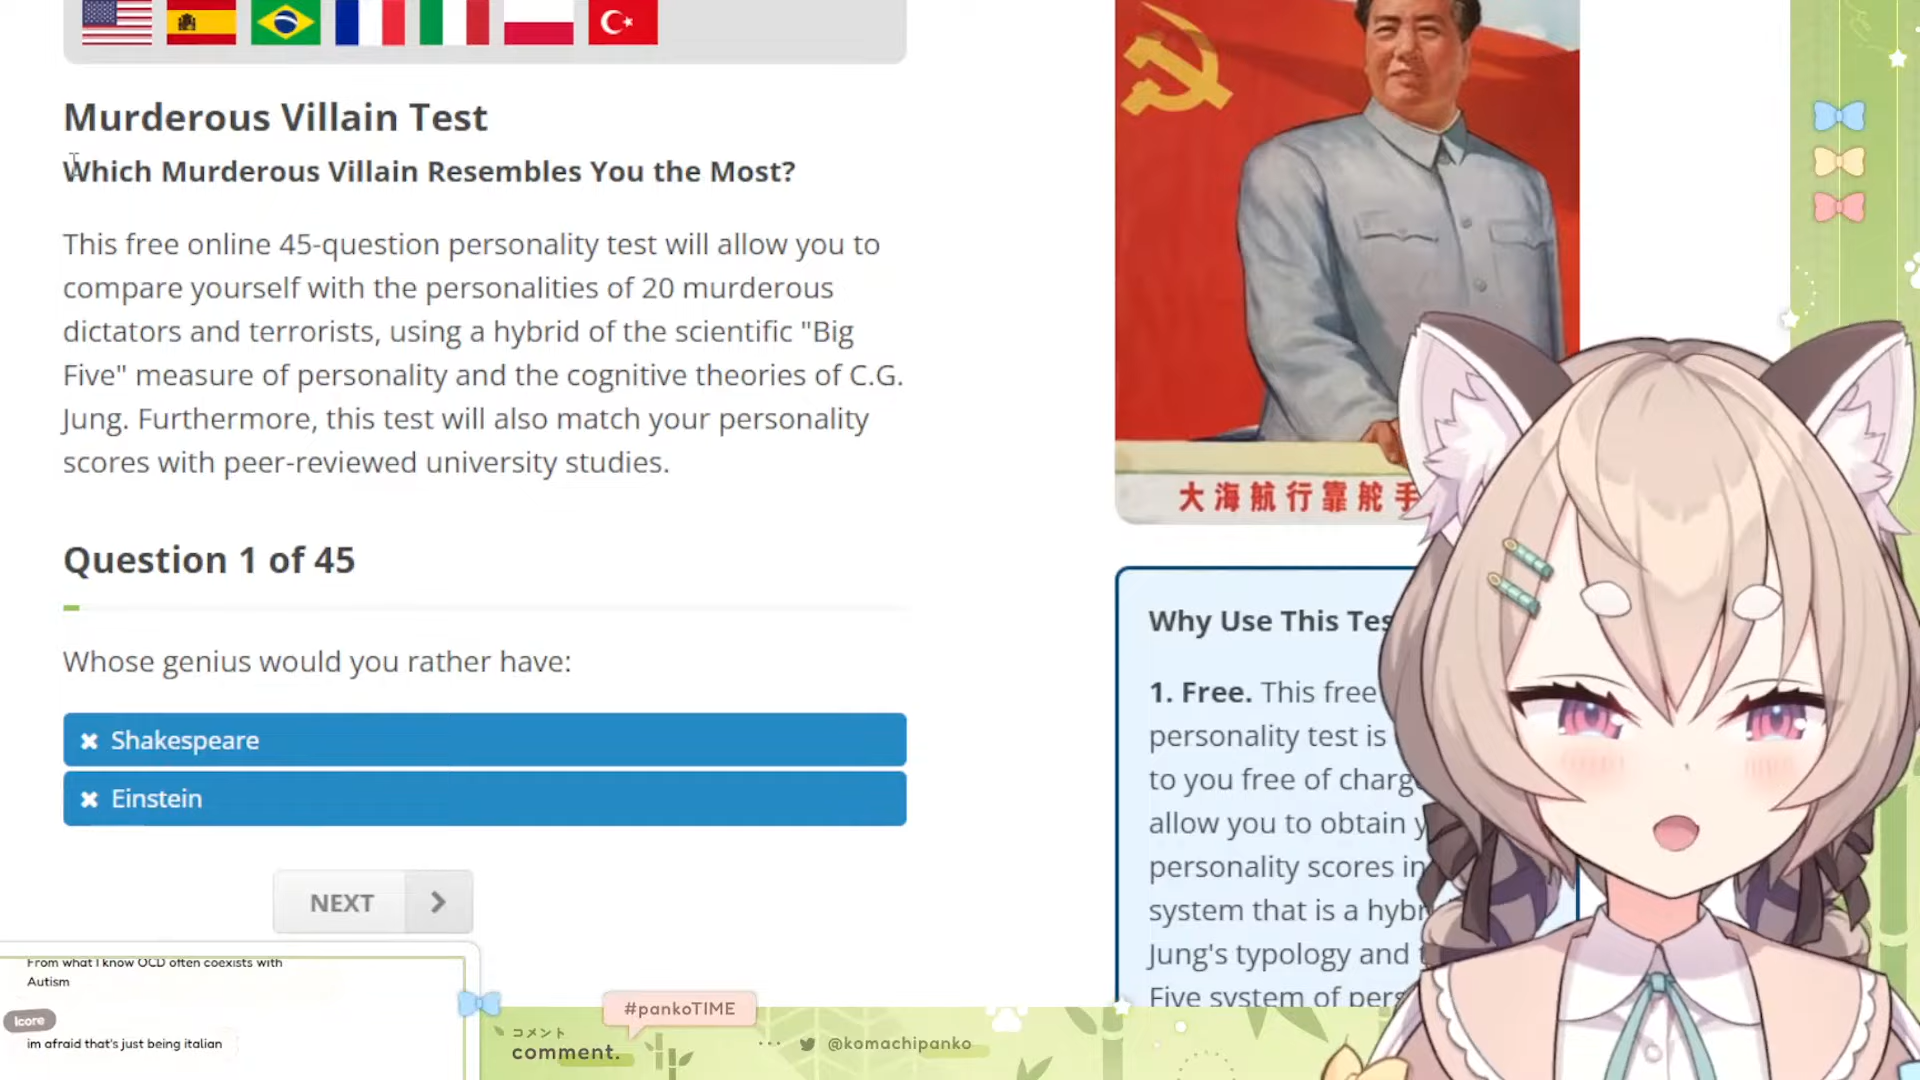 Murderous Villain Test
Which Murderous Villain Resembles You the Most?
This free online 45-question personality test will allow you to
compare yourself with the personalities of 20 murderous
dictators and terrorists, using a hybrid of the scientific "Big
Five" measure of personality and the cognitive theories of C.G.
Jung. Furthermore, this test will also match your personality
scores with peer-reviewed university studies.
Question 1 of 45
Whose genius would you rather have:
Shakespeare
Einstein
NEXT
大海航行靠舵手
Why Use This Tes
1. Free. This free
personality test is
to you free of charg
allow you to obtain y
personality scores in
system that is a hybr
Jung's typology and t
Five system of pers
From what I know OCD often coexists with
Autism
lcore
im afraid that's just being italian
#pankoTIME
コメント
comment.
@komachipanko